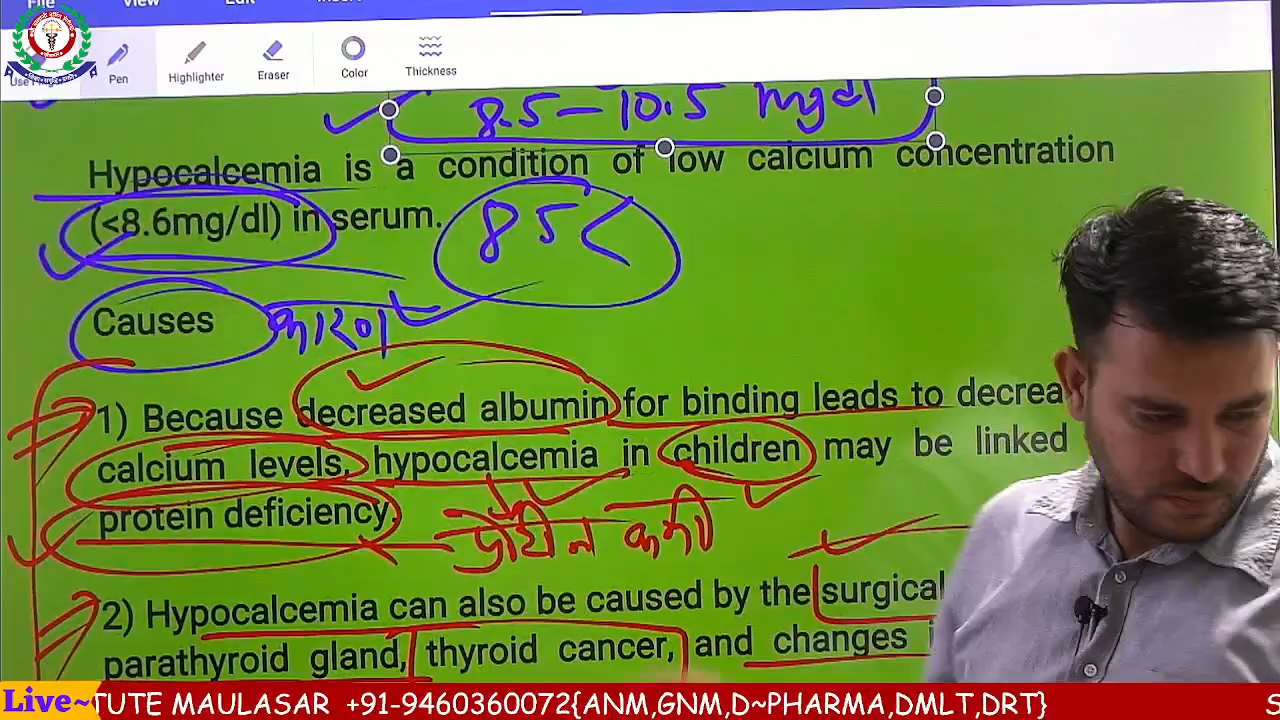 File View Edit Insert
Pen Highlighter Eraser Color Thickness
8.5 – 10.5 mg dl
Hypocalcemia is a condition of low calcium concentration
(<8.6mg/dl) in serum. 85<
Causes कारण
1) Because decreased albumin for binding leads to decrea
calcium levels, hypocalcemia in children may be linked
protein deficiency, प्रोटीन कमी
2) Hypocalcemia can also be caused by the surgical
parathyroid gland, thyroid cancer, and changes i
Live~ TUTE MAULASAR +91-9460360072{ANM,GNM,D~PHARMA,DMLT,DRT} S